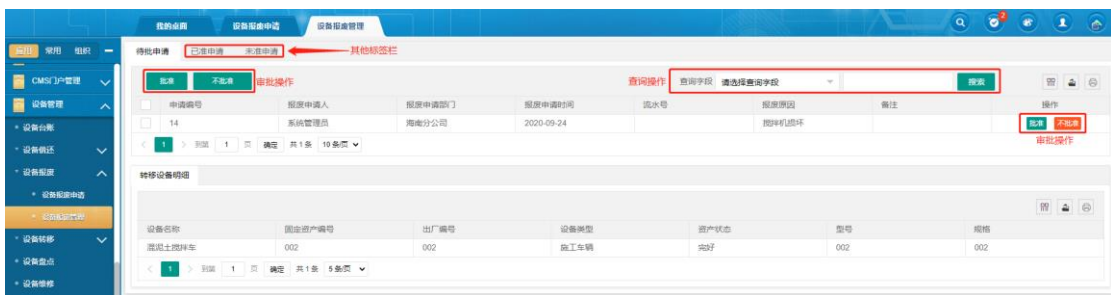 我的桌面 设备报废申请 设备报废管理
2
应用 常用 组织
待批申请 已准申请 未准申请 其他标签栏
CMS门户管理
批准 不批准 审批操作 查询操作 查询字段 请选择查询字段 搜索
设备管理
申请编号 报废申请人 报废申请部门 报废申请时间 流水号 报废原因 备注 操作
设备台账
14 系统管理员 海南分公司 2020-09-24 搅拌机损坏 批准 不批准
审批操作
设备领还
1 到第 1 页 确定 共 1 条 10 条/页
设备报废
转移设备明细
设备报废申请
设备报废管理
设备名称 固定资产编号 出厂编号 设备类型 资产状态 型号 规格
设备转移
混泥土搅拌车 002 002 施工车辆 完好 002 002
设备盘点
1 到第 1 页 确定 共 1 条 5 条/页
设备维修